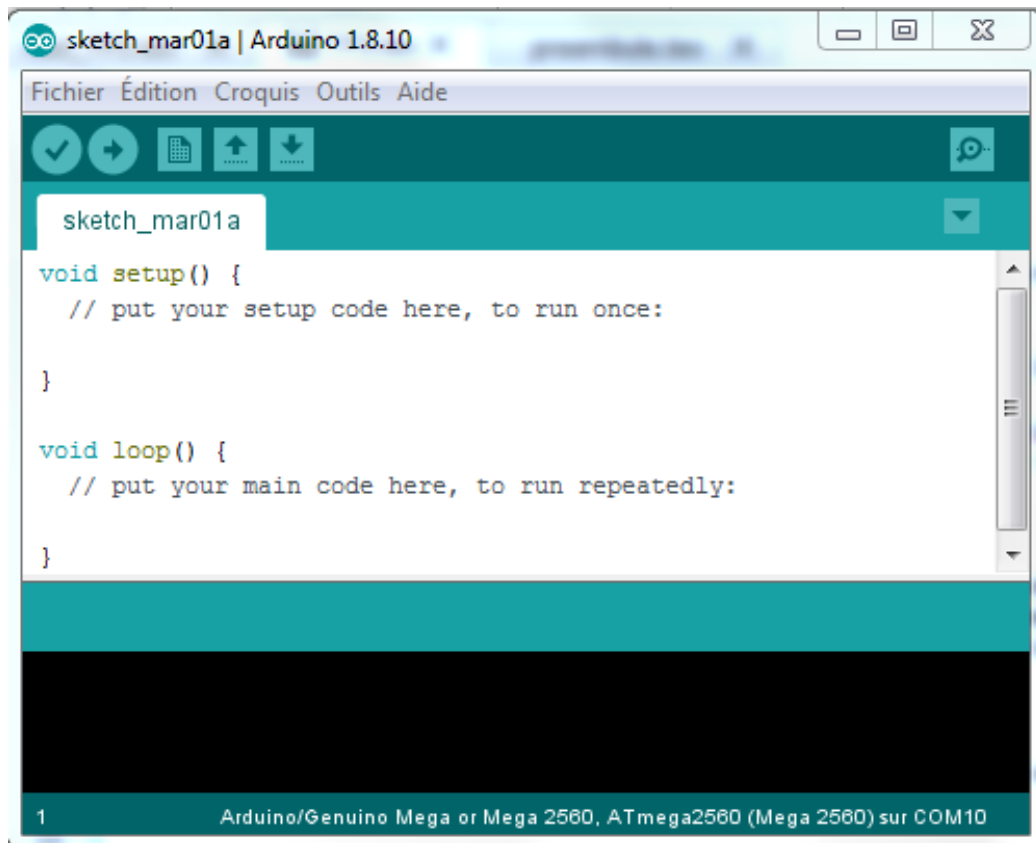 sketch_mar01a | Arduino 1.8.10
Fichier Édition Croquis Outils Aide
sketch_mar01a
void setup() {
  // put your setup code here, to run once:
}
void loop() {
  // put your main code here, to run repeatedly:
}
1 Arduino/Genuino Mega or Mega 2560, ATmega2560 (Mega 2560) sur COM10